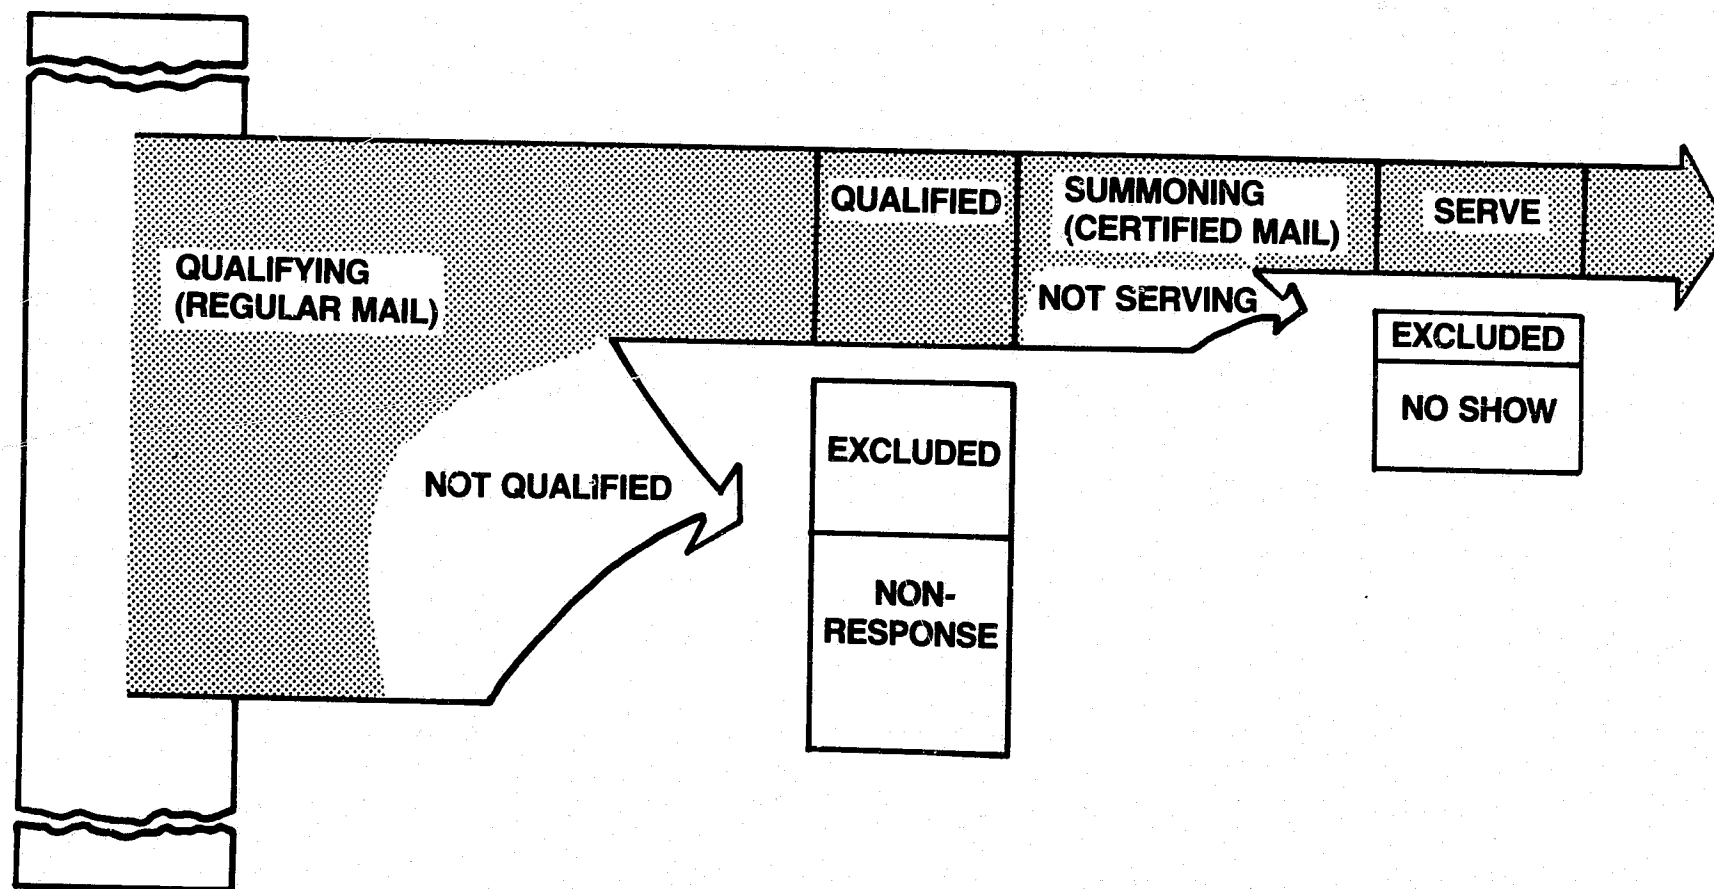 QUALIFYING
(REGULAR MAIL)
NOT QUALIFIED
QUALIFIED
EXCLUDED
NON-
RESPONSE
SUMMONING
(CERTIFIED MAIL)
NOT SERVING
SERVE
EXCLUDED
NO SHOW